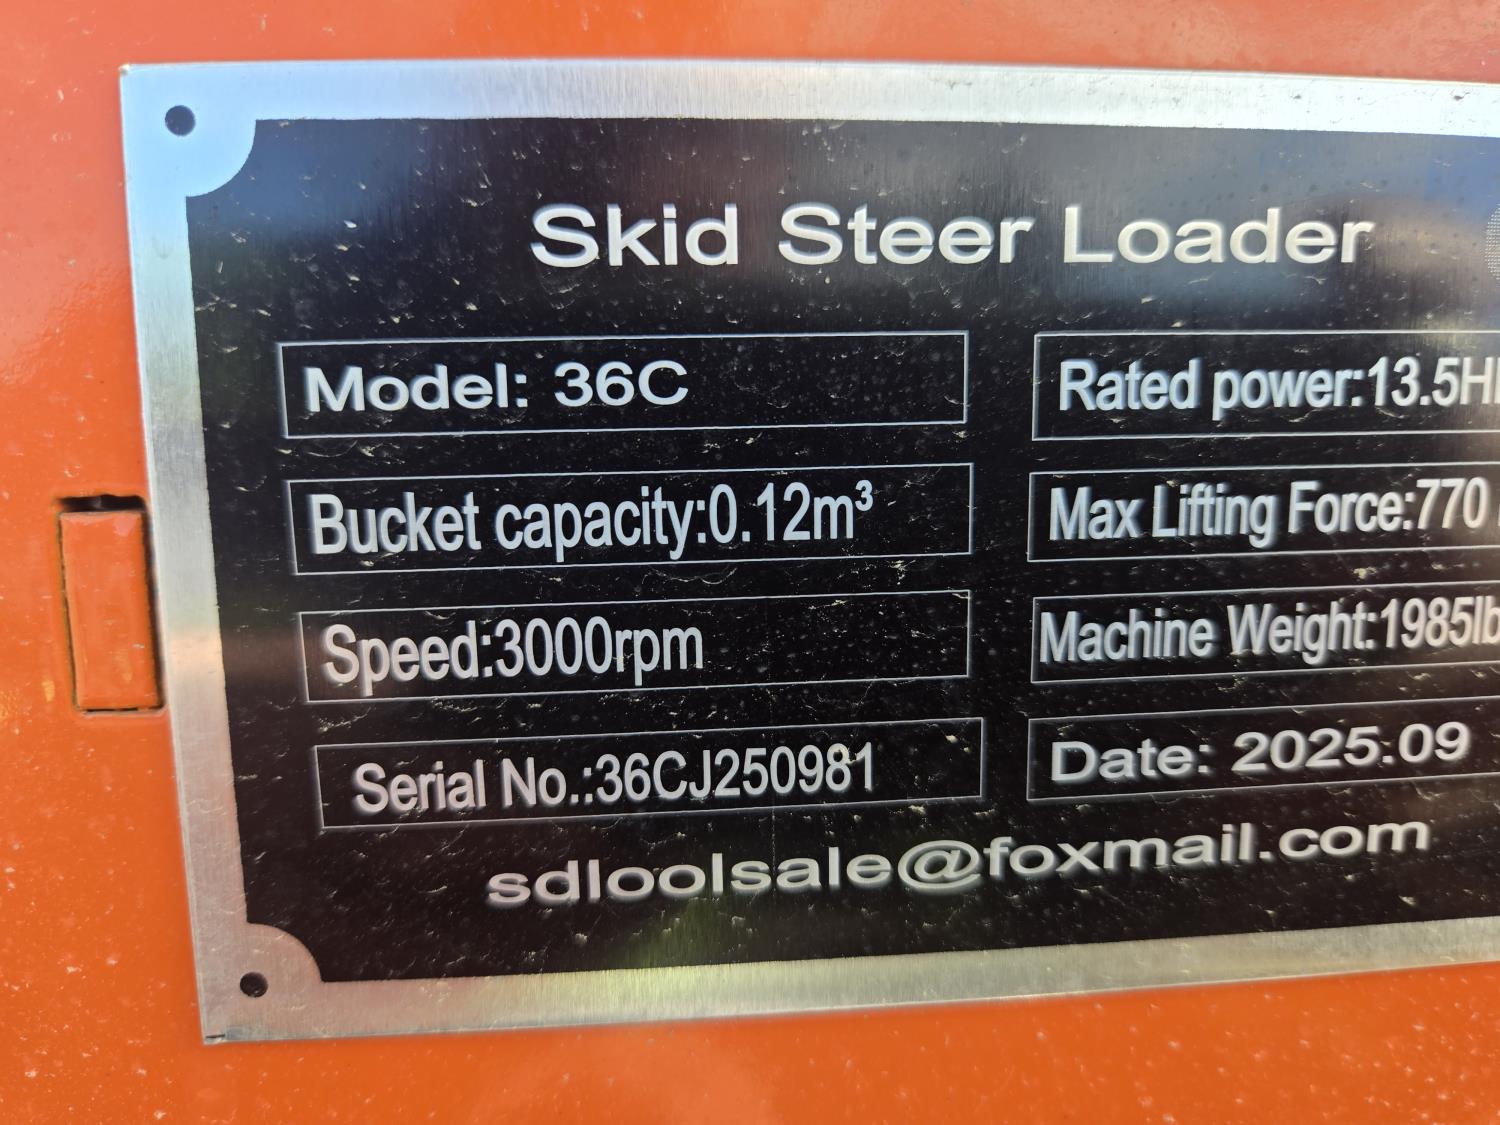 Skid Steer Loader
Model: 36C
Rated power:13.5H
Bucket capacity:0.12m³
Max Lifting Force:770
Speed:3000rpm
Machine Weight:1985lb
Serial No.:36CJ250981
Date: 2025.09
sdloolsale@foxmail.com